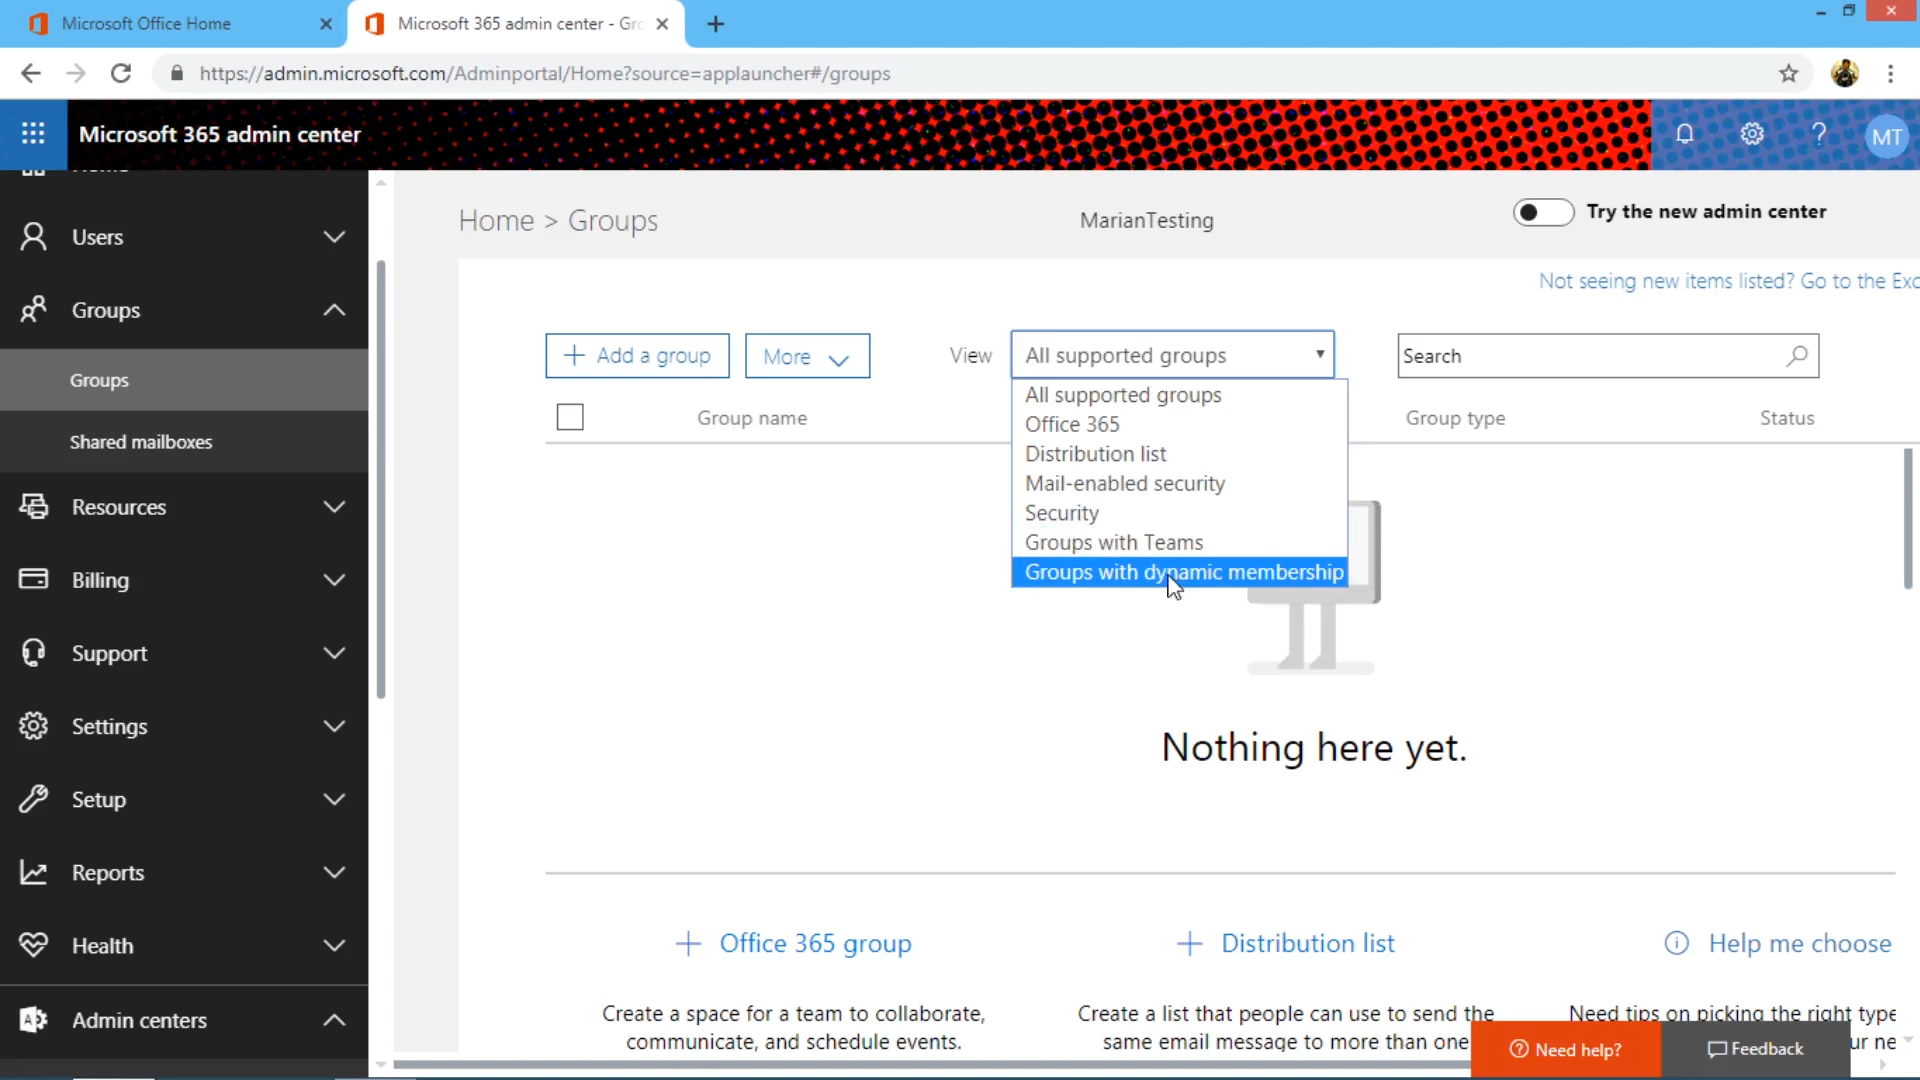 Microsoft Office Home
Microsoft 365 admin center - Gro
https://admin.microsoft.com/Adminportal/Home?source=applauncher#/groups
Microsoft 365 admin center
MT
Users
Groups
Groups
Shared mailboxes
Resources
Billing
Support
Settings
Setup
Reports
Health
Admin centers
Home > Groups
MarianTesting
Try the new admin center
Not seeing new items listed? Go to the Exc
Add a group
More
View
All supported groups
Search
Group name
Group type
Status
All supported groups
Office 365
Distribution list
Mail-enabled security
Security
Groups with Teams
Groups with dynamic membership
Nothing here yet.
Office 365 group
Create a space for a team to collaborate,
communicate, and schedule events.
Distribution list
Create a list that people can use to send the
same email message to more than one
Help me choose
Need tips on picking the right type
ur ne
Need help?
Feedback